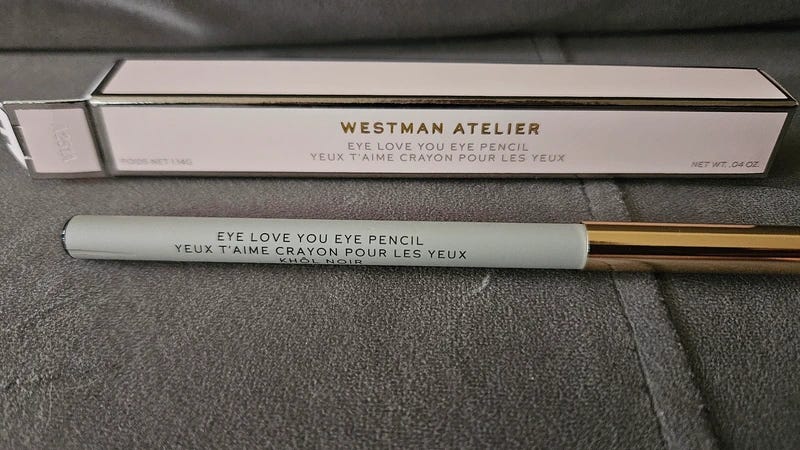 WESTMAN ATELIER
EYE LOVE YOU EYE PENCIL
YEUX T'AIME CRAYON POUR LES YEUX
POIDS NET 1.14G
NET WT. .04 OZ.
EYE LOVE YOU EYE PENCIL
YEUX T'AIME CRAYON POUR LES YEUX
KHÔL NOIR